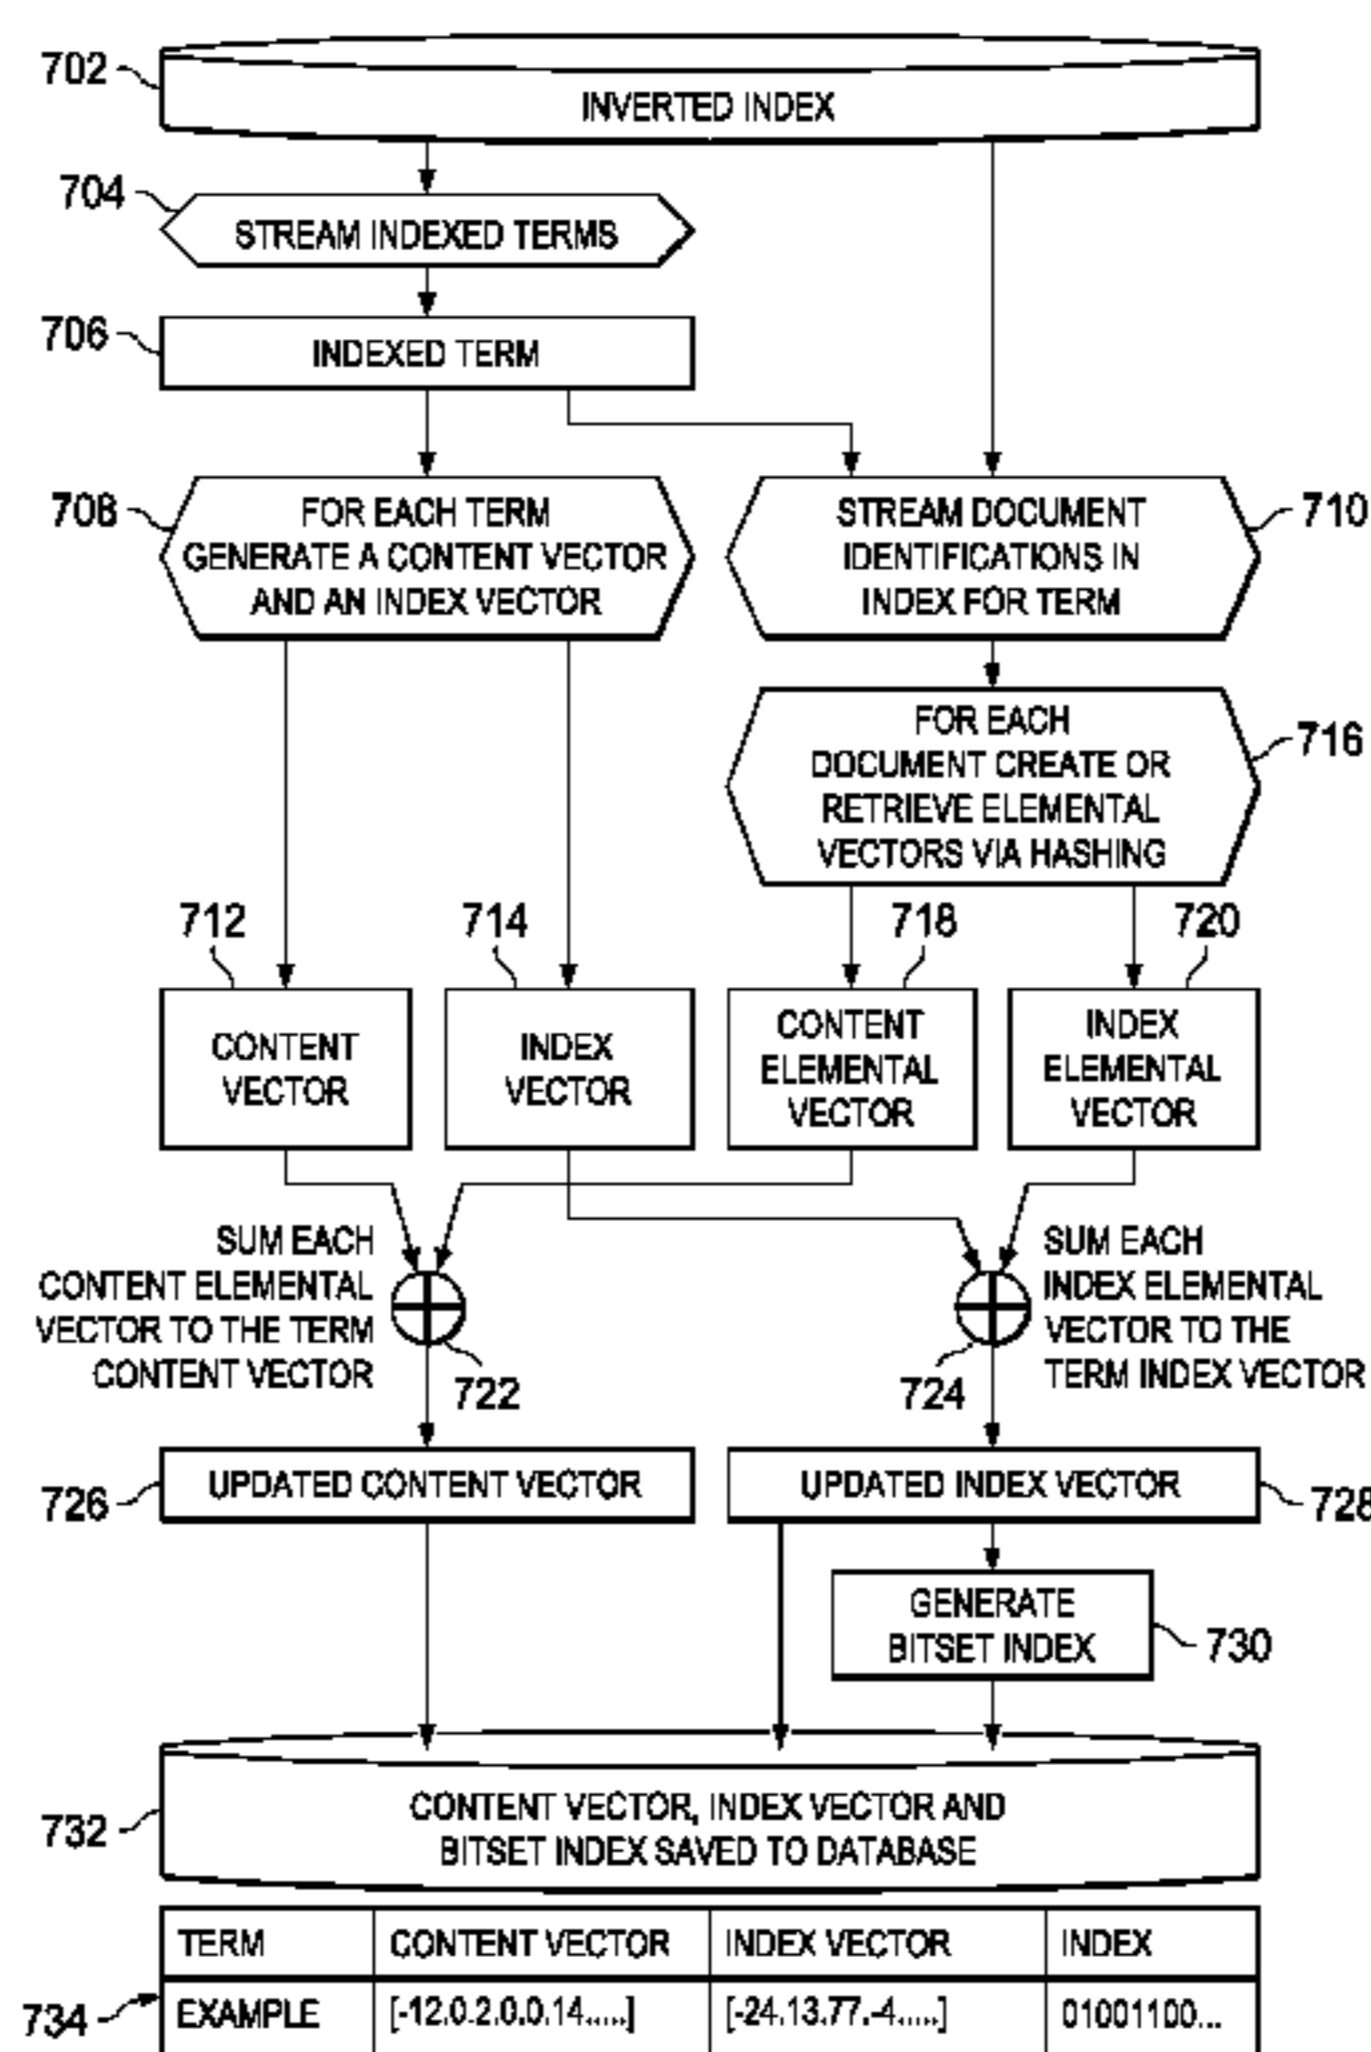 702
INVERTED INDEX
704
STREAM INDEXED TERMS
706
INDEXED TERM
708
FOR EACH TERM
GENERATE A CONTENT VECTOR
AND AN INDEX VECTOR
STREAM DOCUMENT
IDENTIFICATIONS IN
INDEX FOR TERM
710
FOR EACH
DOCUMENT CREATE OR
RETRIEVE ELEMENTAL
VECTORS VIA HASHING
716
712
714
718
720
CONTENT
VECTOR
INDEX
VECTOR
CONTENT
ELEMENTAL
VECTOR
INDEX
ELEMENTAL
VECTOR
SUM EACH
CONTENT ELEMENTAL
VECTOR TO THE TERM
CONTENT VECTOR
722
724
SUM EACH
INDEX ELEMENTAL
VECTOR TO THE
TERM INDEX VECTOR
726
UPDATED CONTENT VECTOR
UPDATED INDEX VECTOR
728
GENERATE
BITSET INDEX
730
732
CONTENT VECTOR, INDEX VECTOR AND
BITSET INDEX SAVED TO DATABASE
TERM CONTENT VECTOR INDEX VECTOR INDEX
734 EXAMPLE [-12.0.2.0.0.14.....] [-24.13.77.-4.....] 01001100...